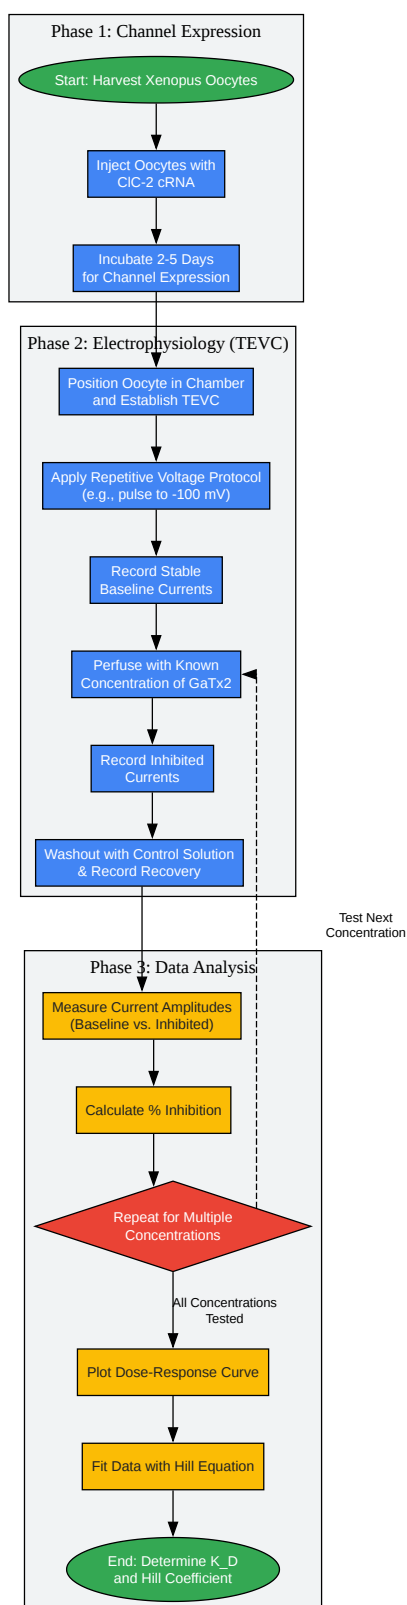 Phase 1: Channel Expression
Start: Harvest Xenopus Oocytes
Inject Oocytes with
ClC-2 cRNA
Incubate 2-5 Days
for Channel Expression
Phase 2: Electrophysiology (TEVC)
Position Oocyte in Chamber
and Establish TEVC
Apply Repetitive Voltage Protocol
(e.g., pulse to -100 mV)
Record Stable
Baseline Currents
Perfuse with Known
Concentration of GaTx2
Record Inhibited
Currents
Washout with Control Solution
& Record Recovery
Test Next
Concentration
Phase 3: Data Analysis
Measure Current Amplitudes
(Baseline vs. Inhibited)
Calculate % Inhibition
Repeat for Multiple
Concentrations
All Concentrations
Tested
Plot Dose-Response Curve
Fit Data with Hill Equation
End: Determine K_D
and Hill Coefficient